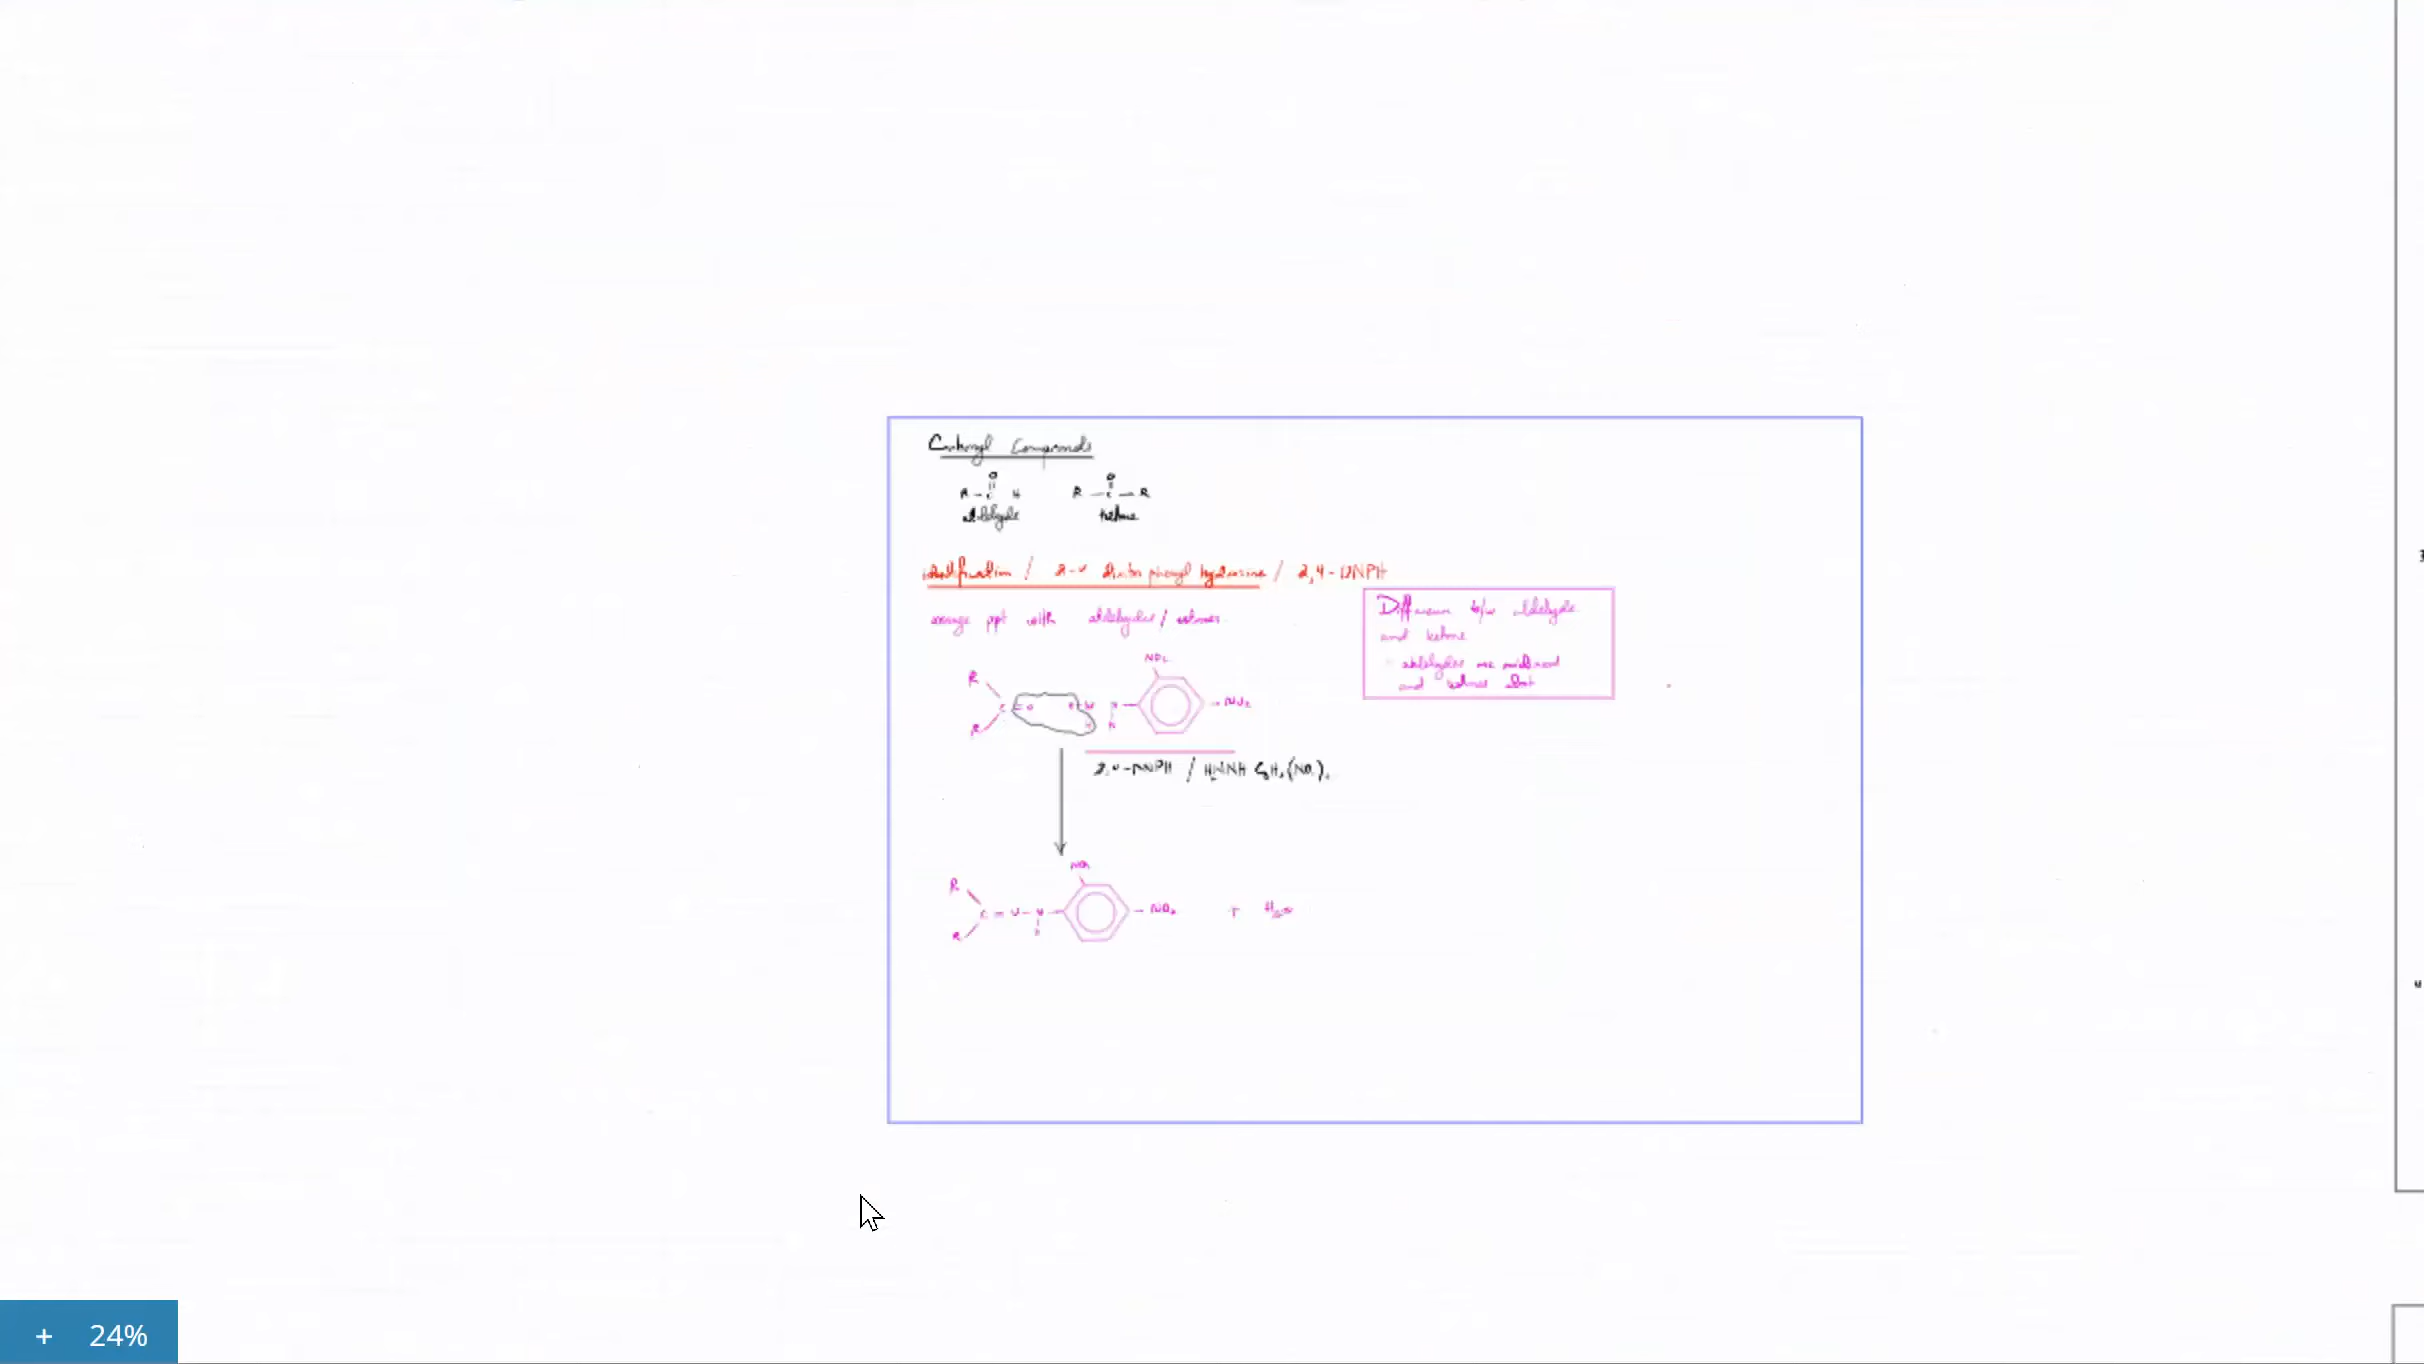 Carbonyl Compounds
O O
R - C H R - C - R
aldehyde ketone
identification / 2-4 dinitro phenyl hydrazine / 2,4-DNPH
orange ppt with aldehydes / ketones
Difference b/w aldehyde
and ketone
aldehydes are oxidised
and ketones don't
NO2
R
C = O H N N - NO2
R H H
2,4-DNPH / H2NNH C6H3(NO2)2
NO2
R
C = N - N - NO2 + H2O
R H
+ 24%